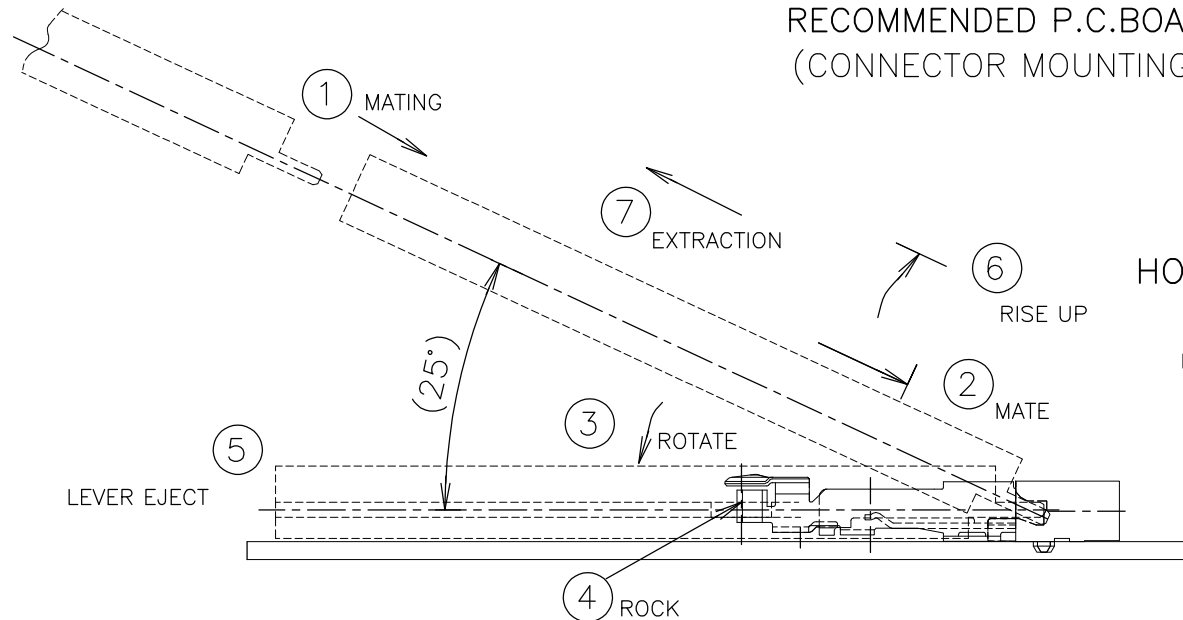 RECOMMENDED P.C.BOA
(CONNECTOR MOUNTING
1 MATING
7 EXTRACTION
6 RISE UP
HO
2 MATE
(25°)
3 ROTATE
5 LEVER EJECT
4 ROCK